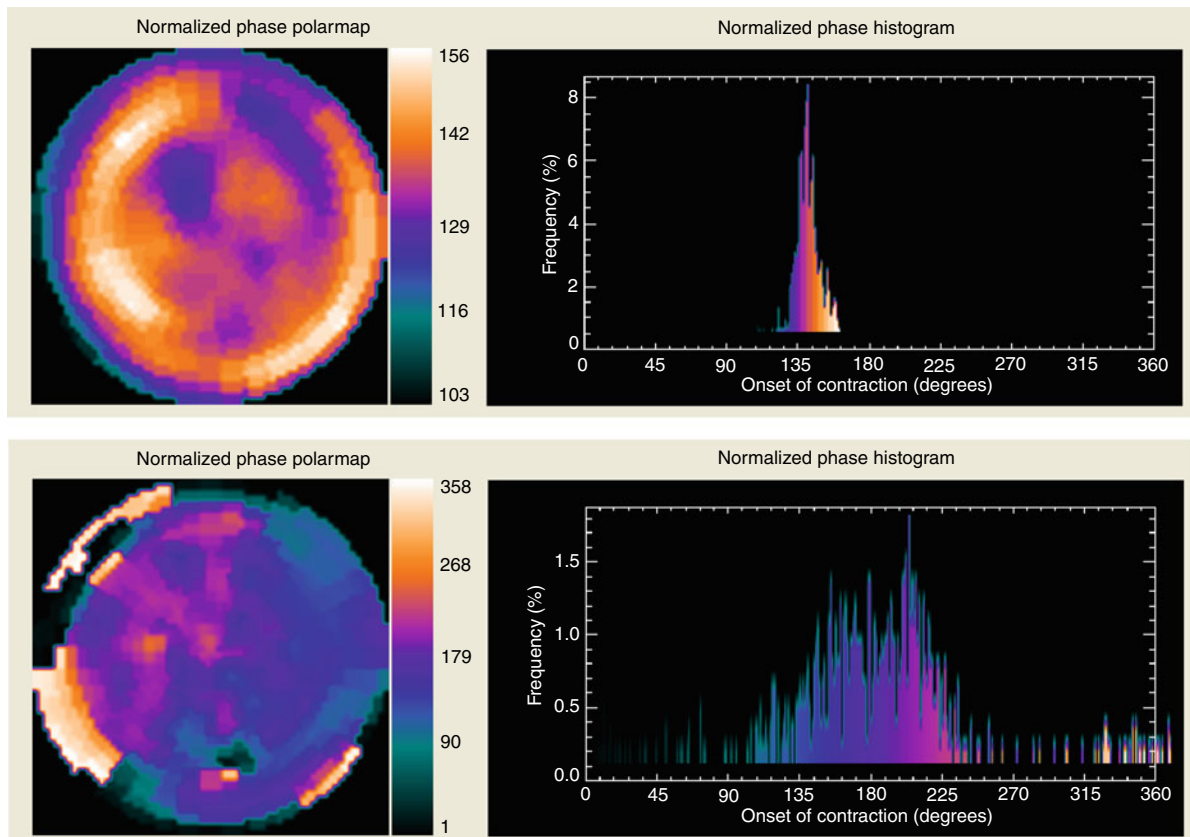 Normalized phase polarmap
156
142
129
116
103
Normalized phase histogram
Frequency (%)
8
6
4
2
0
0 45 90 135 180 225 270 315 360
Onset of contraction (degrees)
Normalized phase polarmap
358
268
179
90
1
Normalized phase histogram
Frequency (%)
1.5
1.0
0.5
0.0
0 45 90 135 180 225 270 315 360
Onset of contraction (degrees)